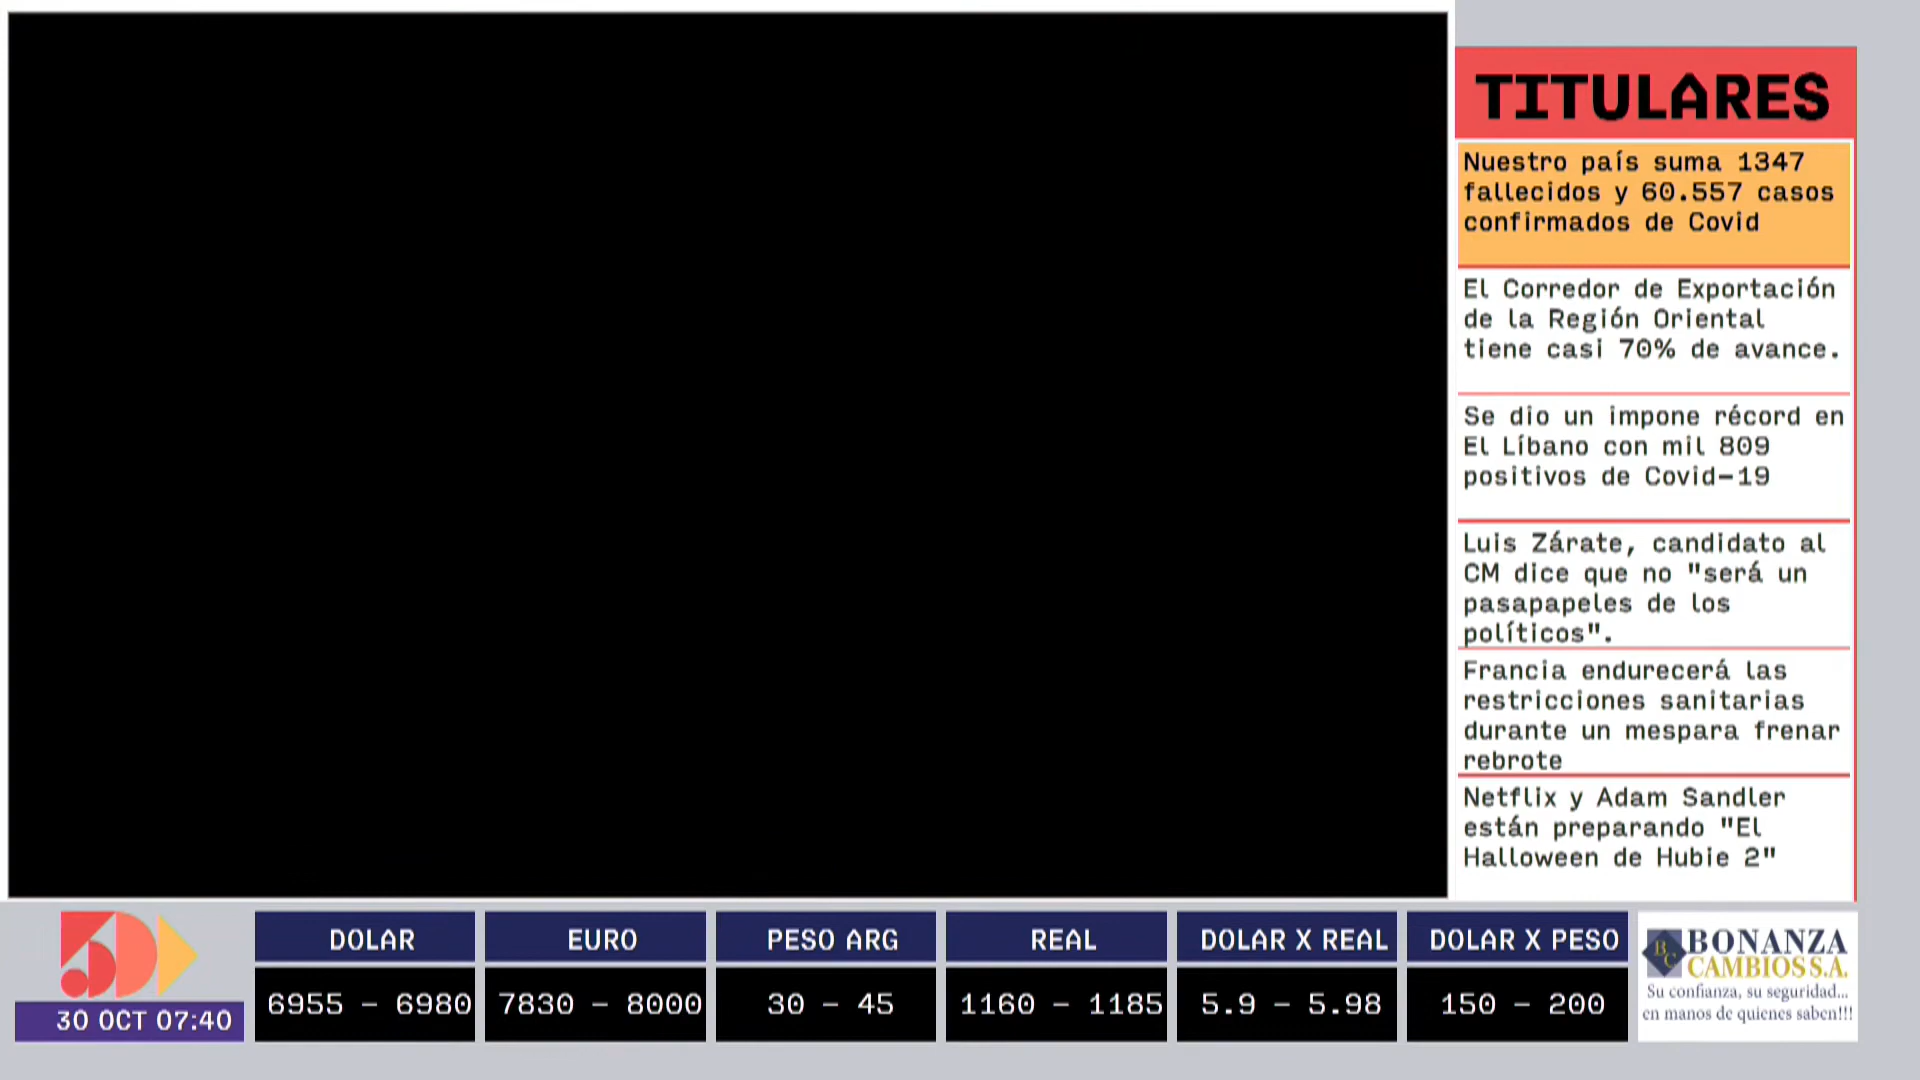 TITULARES
Nuestro país suma 1347
fallecidos y 60.557 casos
confirmados de Covid
El Corredor de Exportación
de la Región Oriental
tiene casi 70% de avance.
Se dio un impone récord en
El Líbano con mil 809
positivos de Covid-19
Luis Zárate, candidato al
CM dice que no "será un
pasapapeles de los
políticos".
Francia endurecerá las
restricciones sanitarias
durante un mespara frenar
rebrote
Netflix y Adam Sandler
están preparando "El
Halloween de Hubie 2"
5D
30 OCT 07:40
DOLAR
6955 - 6980
EURO
7830 - 8000
PESO ARG
30 - 45
REAL
1160 - 1185
DOLAR X REAL
5.9 - 5.98
DOLAR X PESO
150 - 200
BC
BONANZA
CAMBIOS S.A.
Su confianza, su seguridad...
en manos de quienes saben!!!